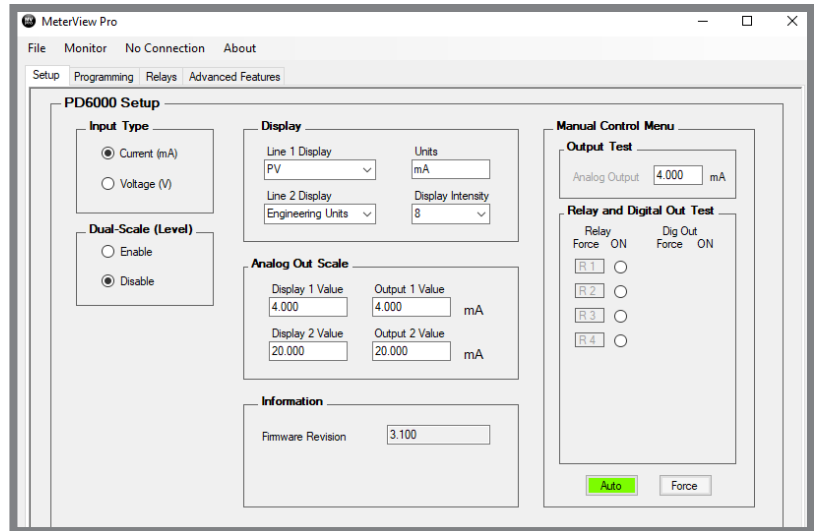 MeterView Pro
File Monitor No Connection About
Setup Programming Relays Advanced Features
PD6000 Setup
Input Type
Current (mA)
Voltage (V)
Dual-Scale (Level)
Enable
Disable
Display
Line 1 Display Units
PV mA
Line 2 Display Display Intensity
Engineering Units 8
Analog Out Scale
Display 1 Value Output 1 Value
4.000 4.000 mA
Display 2 Value Output 2 Value
20.000 20.000 mA
Information
Firmware Revision 3.100
Manual Control Menu
Output Test
Analog Output 4.000 mA
Relay and Digital Out Test
Relay Dig Out
Force ON Force ON
R 1
R 2
R 3
R 4
Auto Force